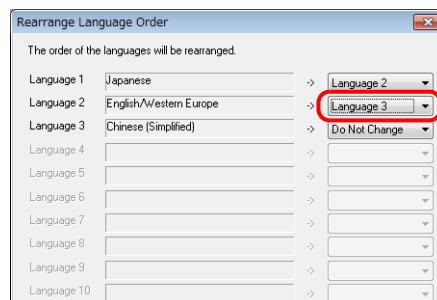 Rearrange Language Order
The order of the languages will be rearranged.
Language 1 Japanese -> Language 2
Language 2 English/Western Europe -> Language 3
Language 3 Chinese (Simplified) -> Do Not Change
Language 4 ->
Language 5 ->
Language 6 ->
Language 7 ->
Language 8 ->
Language 9 ->
Language 10 ->